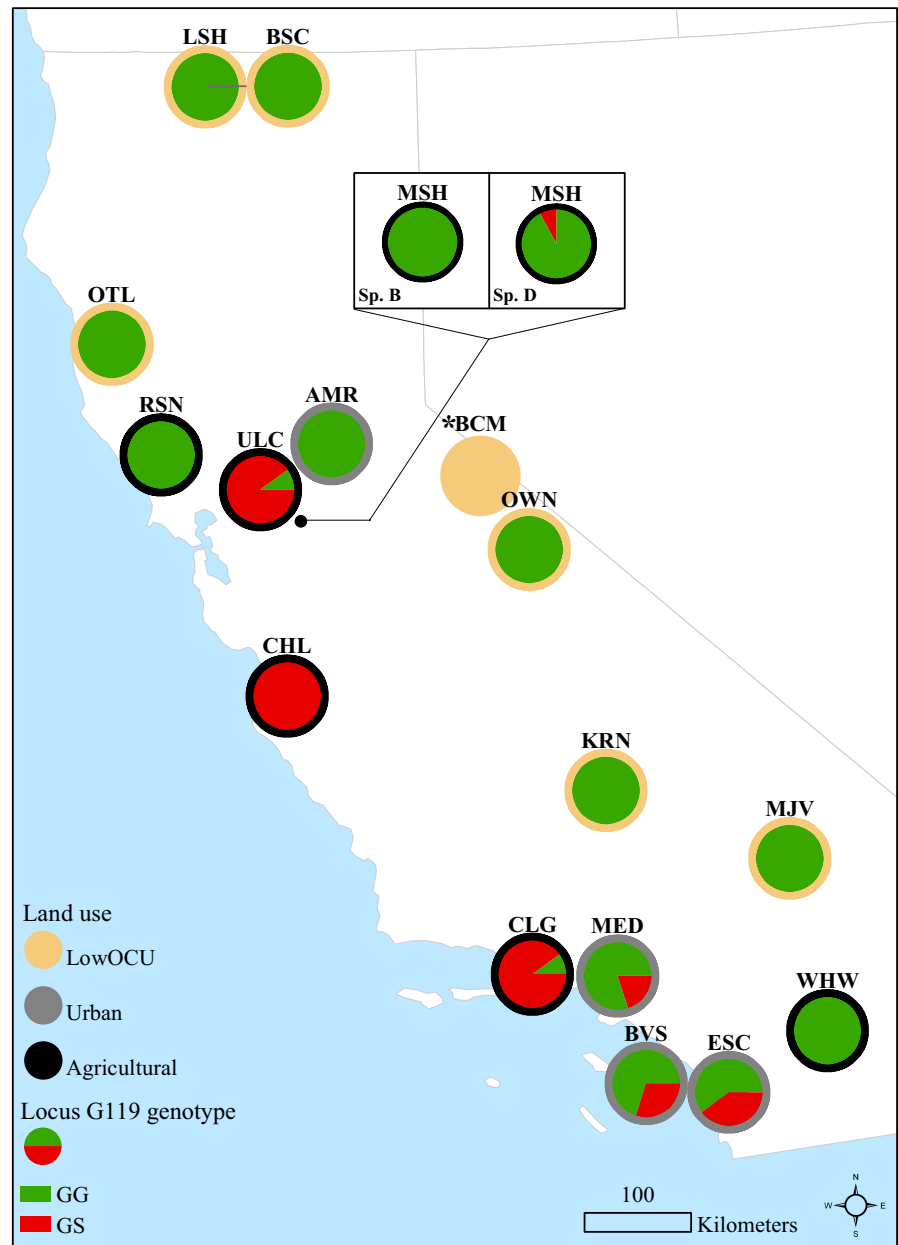 LSH BSC
MSH MSH
Sp. B Sp. D
OTL
AMR
RSN
*BCM
ULC
OWN
CHL
KRN
MJV
CLG MED
WHW
BVS ESC
Land use
LowOCU
Urban
Agricultural
Locus G119 genotype
GG
GS
100
Kilometers
N
W E
S